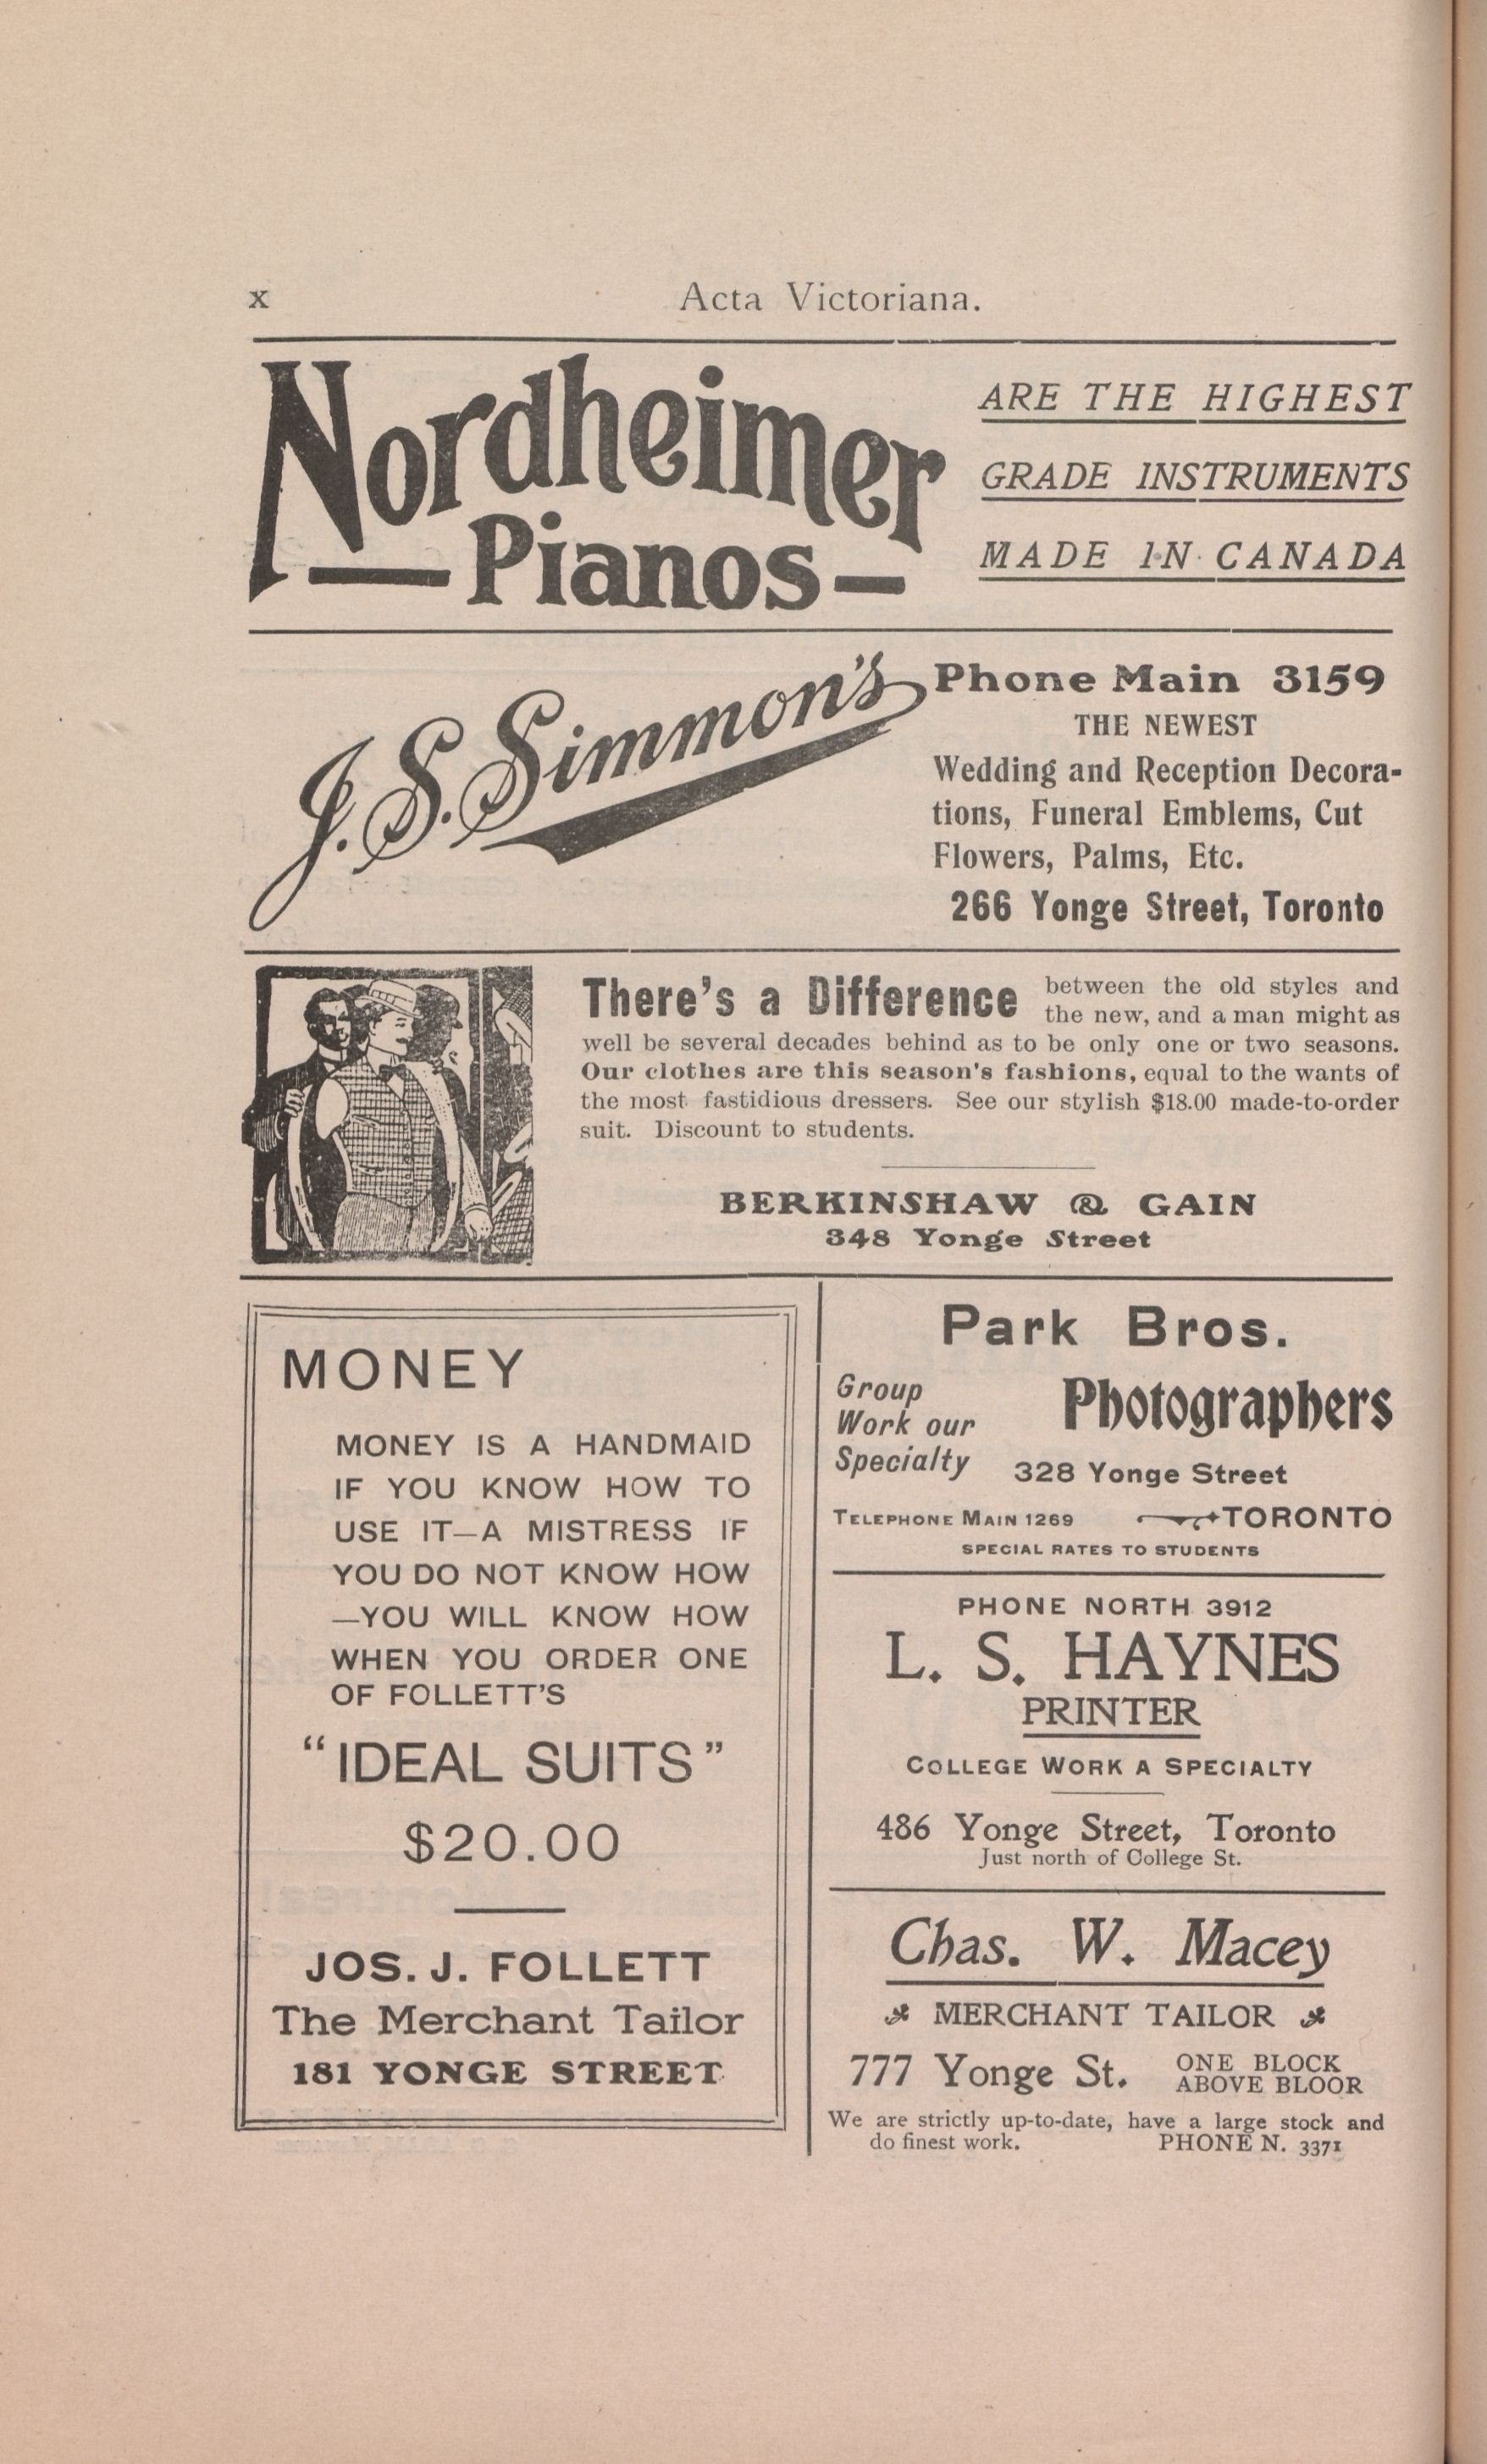 x
Acta Victoriana.
Nordheimer
Pianos
ARE THE HIGHEST
GRADE INSTRUMENTS
MADE IN CANADA
J. S. Simmon's
Phone Main 3159
THE NEWEST
Wedding and Reception Decora-
tions, Funeral Emblems, Cut
Flowers, Palms, Etc.
266 Yonge Street, Toronto
There's a Difference between the old styles and
the new, and a man might as
well be several decades behind as to be only one or two seasons.
Our clothes are this season's fashions, equal to the wants of
the most fastidious dressers. See our stylish $18.00 made-to-order
suit. Discount to students.
BERKINSHAW & GAIN
348 Yonge Street
MONEY
MONEY IS A HANDMAID
IF YOU KNOW HOW TO
USE IT—A MISTRESS IF
YOU DO NOT KNOW HOW
—YOU WILL KNOW HOW
WHEN YOU ORDER ONE
OF FOLLETT'S
"IDEAL SUITS"
$20.00
JOS. J. FOLLETT
The Merchant Tailor
181 YONGE STREET
Park Bros.
Group
Work our
Specialty
Photographers
328 Yonge Street
TELEPHONE MAIN 1269 TORONTO
SPECIAL RATES TO STUDENTS
PHONE NORTH 3912
L. S. HAYNES
PRINTER
COLLEGE WORK A SPECIALTY
486 Yonge Street, Toronto
Just north of College St.
Chas. W. Macey
MERCHANT TAILOR
777 Yonge St. ONE BLOCK
ABOVE BLOOR
We are strictly up-to-date, have a large stock and
do finest work. PHONE N. 3371